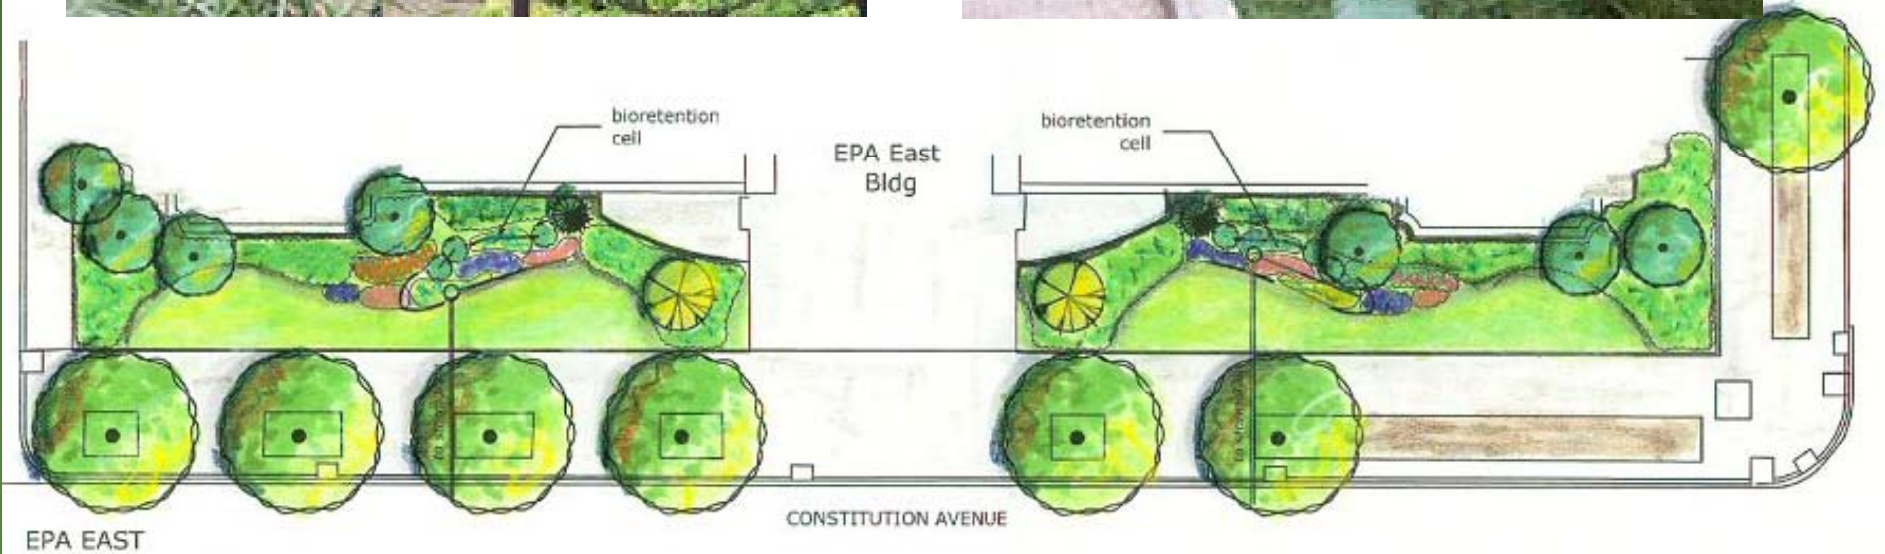 bioretention
cell
EPA East
Bldg
bioretention
cell
CONSTITUTION AVENUE
EPA EAST